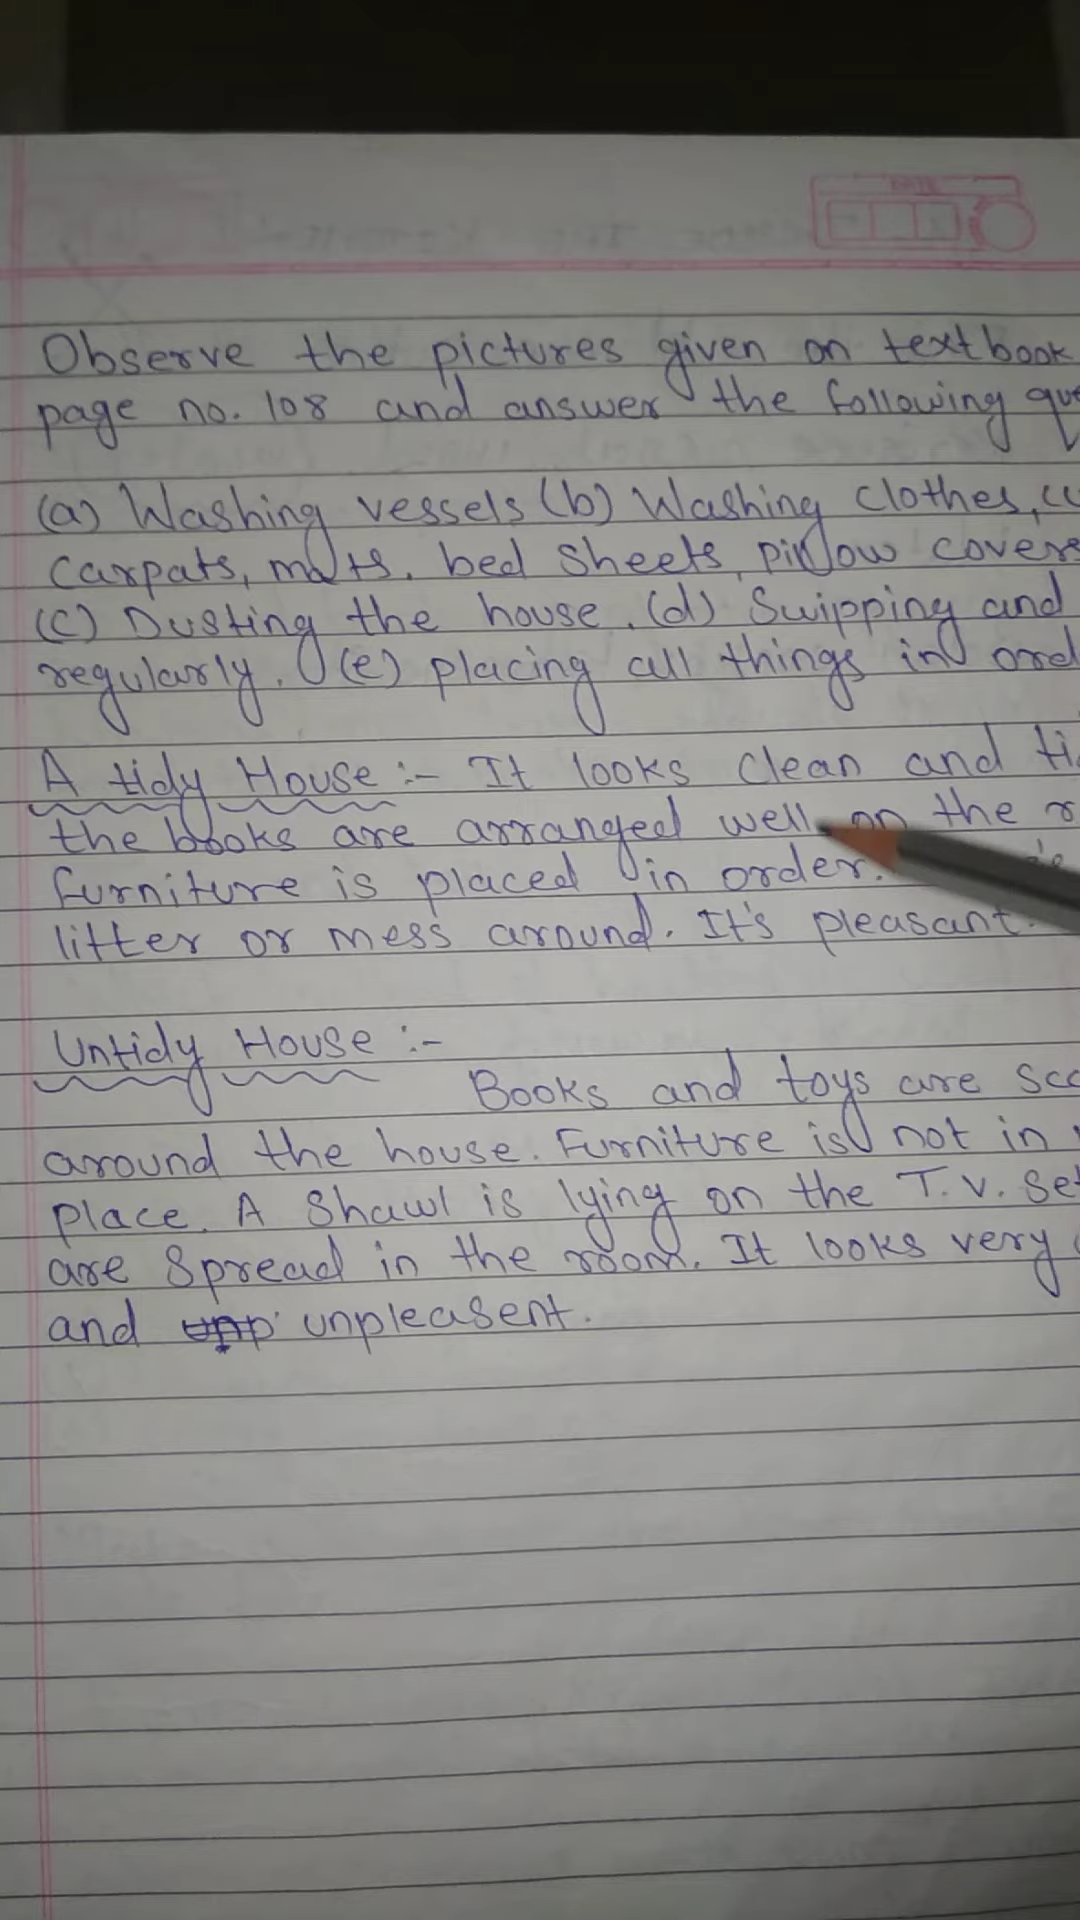 Observe the pictures given on textbook
page no. 108 and answer the following
(a) Washing vessels (b) Washing clothes,
carpats, mats, bed sheets, pillow covers
(c) Dusting the house. (d) Swipping and
regularly. (e) placing all things in
A tidy House :- It looks clean and
the books are arranged well on the
furniture is placed in order.
litter or mess around. It's pleasant.
Untidy House :-
Books and toys are
around the house. Furniture is not in
place. A Shawl is lying on the T.V.
are Spread in the room. It looks very
and unpleasent.